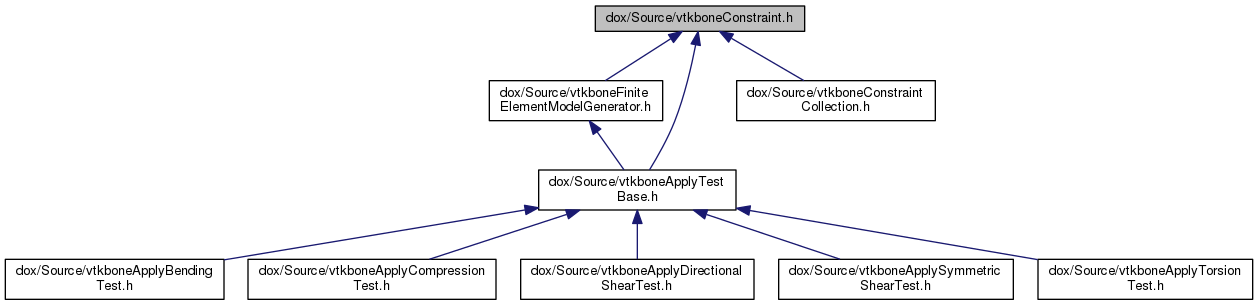 dox/Source/vtkboneConstraint.h
dox/Source/vtkboneFinite
ElementModelGenerator.h
dox/Source/vtkboneConstraint
Collection.h
dox/Source/vtkboneApplyTest
Base.h
dox/Source/vtkboneApplyBending
Test.h
dox/Source/vtkboneApplyCompression
Test.h
dox/Source/vtkboneApplyDirectional
ShearTest.h
dox/Source/vtkboneApplySymmetric
ShearTest.h
dox/Source/vtkboneApplyTorsion
Test.h